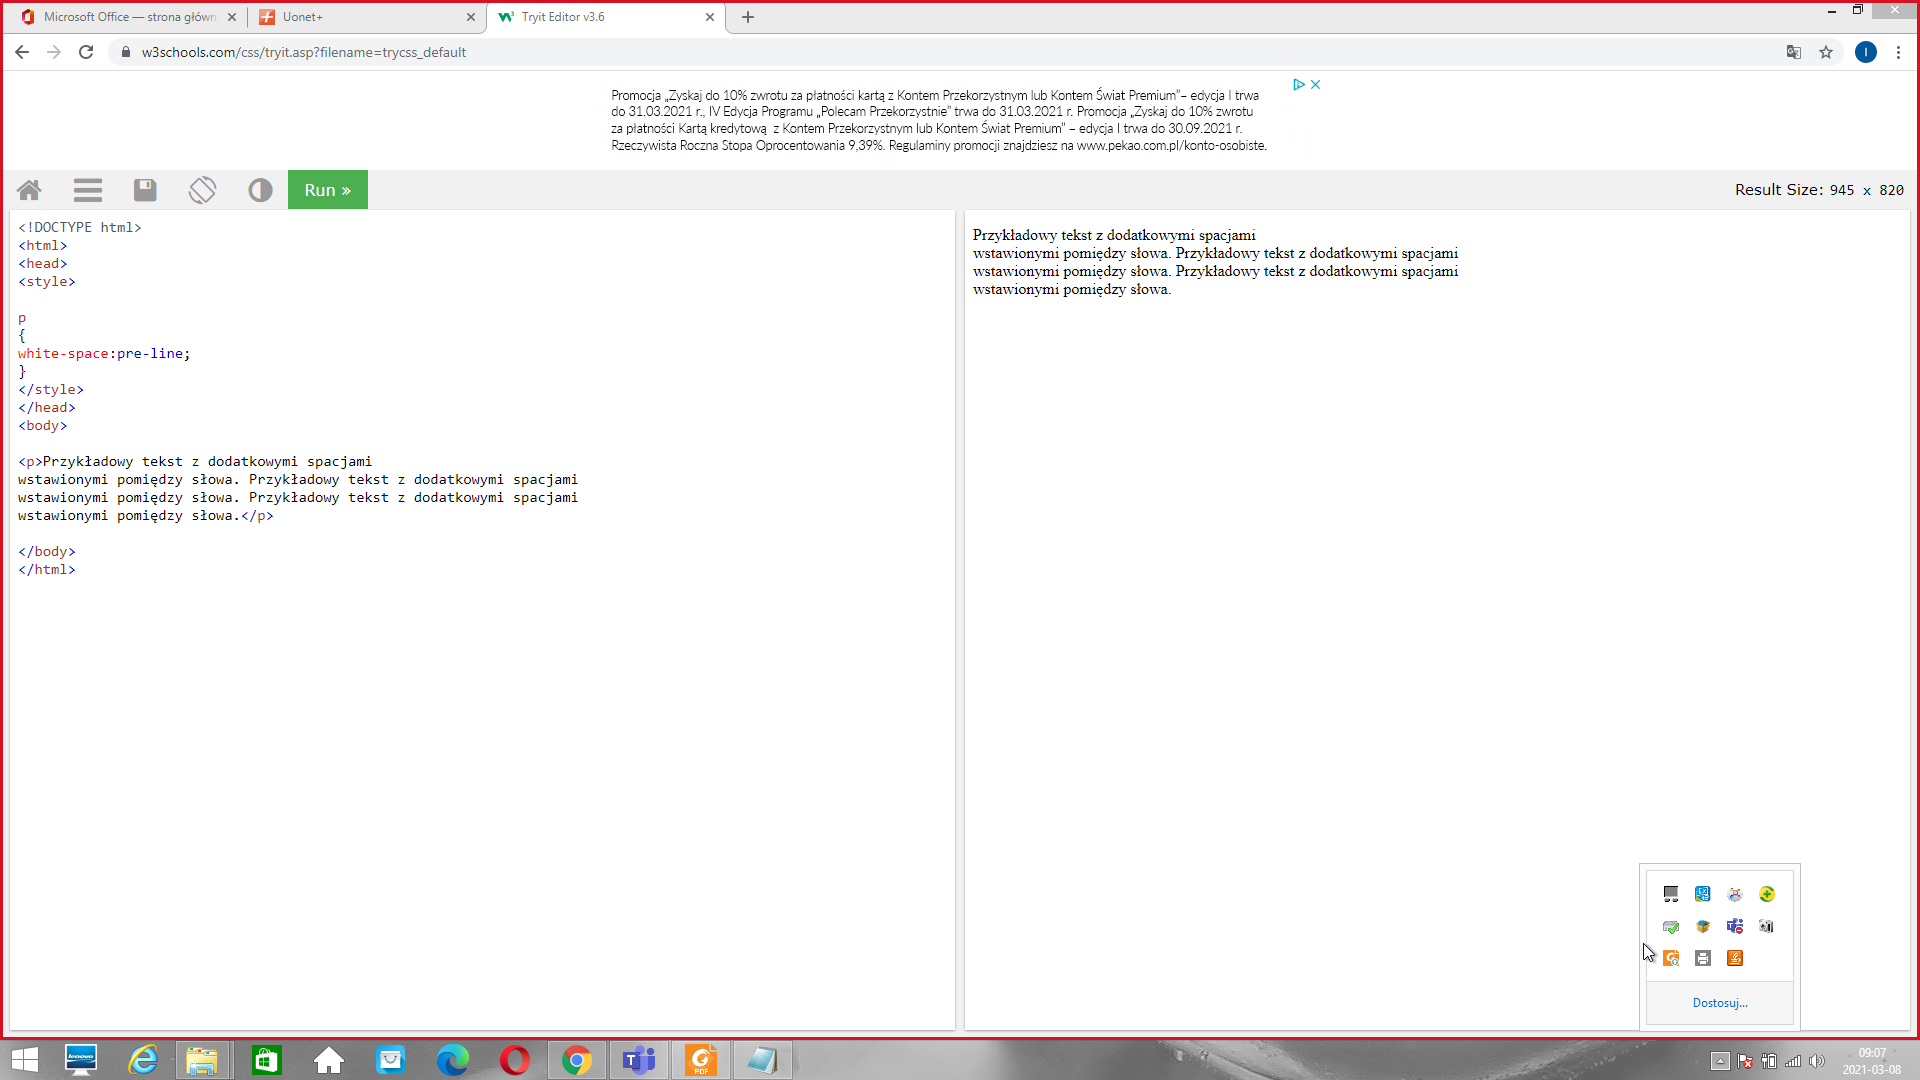 Microsoft Office — strona główn
Uonet+
Tryit Editor v3.6
w3schools.com/css/tryit.asp?filename=trycss_default
I
Promocja „Zyskaj do 10% zwrotu za płatności kartą z Kontem Przekorzystnym lub Kontem Świat Premium”– edycja I trwa
do 31.03.2021 r., IV Edycja Programu „Polecam Przekorzystnie” trwa do 31.03.2021 r. Promocja „Zyskaj do 10% zwrotu
za płatności Kartą kredytową z Kontem Przekorzystnym lub Kontem Świat Premium” – edycja I trwa do 30.09.2021 r.
Rzeczywista Roczna Stopa Oprocentowania 9,39%. Regulaminy promocji znajdziesz na www.pekao.com.pl/konto-osobiste.
Run »
Result Size: 945 x 820
<!DOCTYPE html>
<html>
<head>
<style>
p
{
white-space:pre-line;
}
</style>
</head>
<body>
<p>Przykładowy tekst z dodatkowymi spacjami
wstawionymi pomiędzy słowa. Przykładowy tekst z dodatkowymi spacjami
wstawionymi pomiędzy słowa. Przykładowy tekst z dodatkowymi spacjami
wstawionymi pomiędzy słowa.</p>
</body>
</html>
Przykładowy tekst z dodatkowymi spacjami
wstawionymi pomiędzy słowa. Przykładowy tekst z dodatkowymi spacjami
wstawionymi pomiędzy słowa. Przykładowy tekst z dodatkowymi spacjami
wstawionymi pomiędzy słowa.
Dostosuj...
lenovo
PDF
09:07
2021-03-08